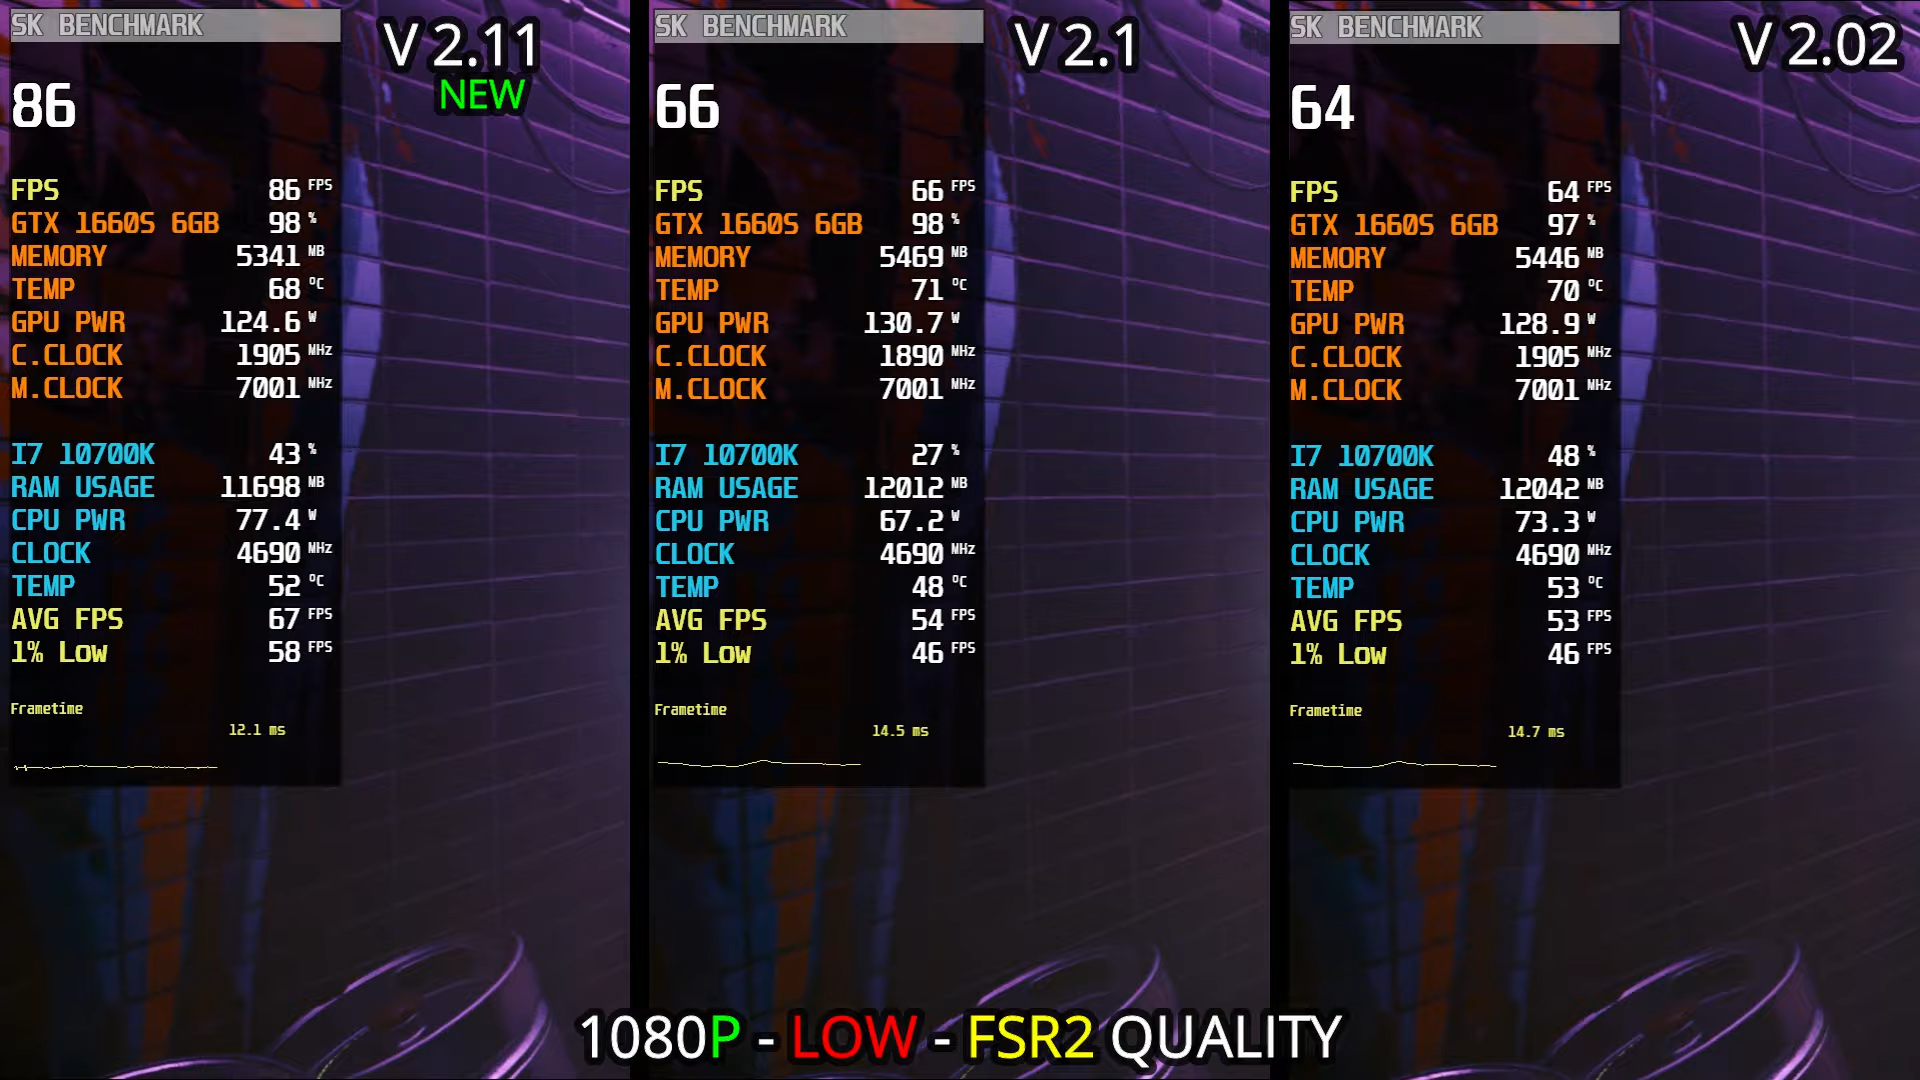 SK BENCHMARK
V 2.11
NEW
86
FPS 86 FPS
GTX 1660S 6GB 98 %
MEMORY 5341 MB
TEMP 68 °C
GPU PWR 124.6 W
C.CLOCK 1905 MHz
M.CLOCK 7001 MHz
I7 10700K 43 %
RAM USAGE 11698 MB
CPU PWR 77.4 W
CLOCK 4690 MHz
TEMP 52 °C
AVG FPS 67 FPS
1% Low 58 FPS
Frametime
12.1 ms
SK BENCHMARK
V 2.1
66
FPS 66 FPS
GTX 1660S 6GB 98 %
MEMORY 5469 MB
TEMP 71 °C
GPU PWR 130.7 W
C.CLOCK 1890 MHz
M.CLOCK 7001 MHz
I7 10700K 27 %
RAM USAGE 12012 MB
CPU PWR 67.2 W
CLOCK 4690 MHz
TEMP 48 °C
AVG FPS 54 FPS
1% Low 46 FPS
Frametime
14.5 ms
SK BENCHMARK
V 2.02
64
FPS 64 FPS
GTX 1660S 6GB 97 %
MEMORY 5446 MB
TEMP 70 °C
GPU PWR 128.9 W
C.CLOCK 1905 MHz
M.CLOCK 7001 MHz
I7 10700K 48 %
RAM USAGE 12042 MB
CPU PWR 73.3 W
CLOCK 4690 MHz
TEMP 53 °C
AVG FPS 53 FPS
1% Low 46 FPS
Frametime
14.7 ms
1080P - LOW - FSR2 QUALITY